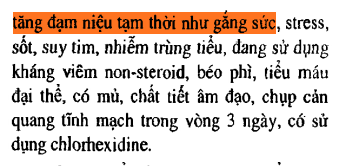 tăng đạm niệu tạm thời như gắng sức, stress,
sốt, suy tim, nhiễm trùng tiểu, đang sử dụng
kháng viêm non-steroid, béo phì, tiểu máu
đại thể, có mủ, chất tiết âm đạo, chụp cản
quang tĩnh mạch trong vòng 3 ngày, có sử
dụng chlorhexidine.